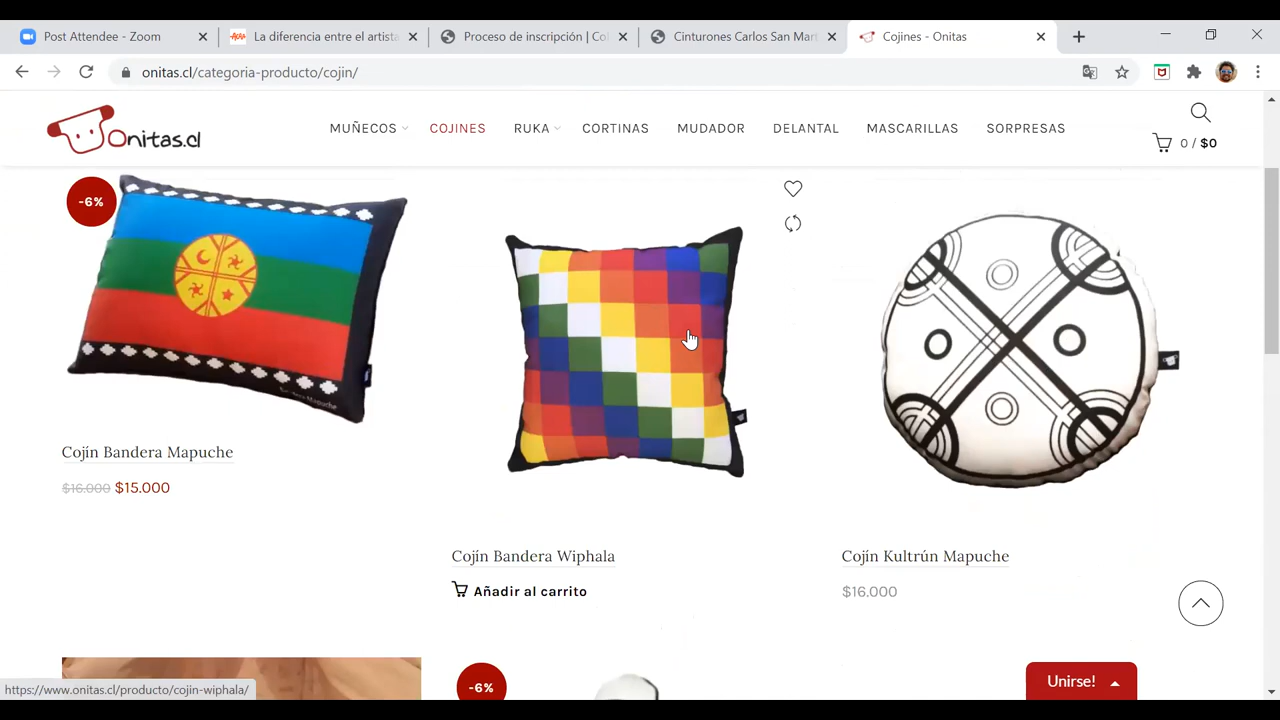 Post Attendee - Zoom
La diferencia entre el artista
Proceso de inscripción | Col
Cinturones Carlos San Mart
Cojines - Onitas
onitas.cl/categoria-producto/cojin/
Onitas.cl
MUÑECOS
COJINES
RUKA
CORTINAS
MUDADOR
DELANTAL
MASCARILLAS
SORPRESAS
0 / $0
-6%
Cojín Bandera Mapuche
$16.000 $15.000
Cojín Bandera Wiphala
Añadir al carrito
Cojín Kultrún Mapuche
$16.000
-6%
Unirse!
https://www.onitas.cl/producto/cojin-wiphala/